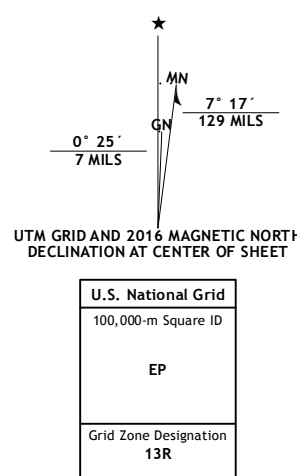 MN
GN
7° 17´
129 MILS
0° 25´
7 MILS
UTM GRID AND 2016 MAGNETIC NORTH
DECLINATION AT CENTER OF SHEET
U.S. National Grid
100,000-m Square ID
EP
Grid Zone Designation
13R